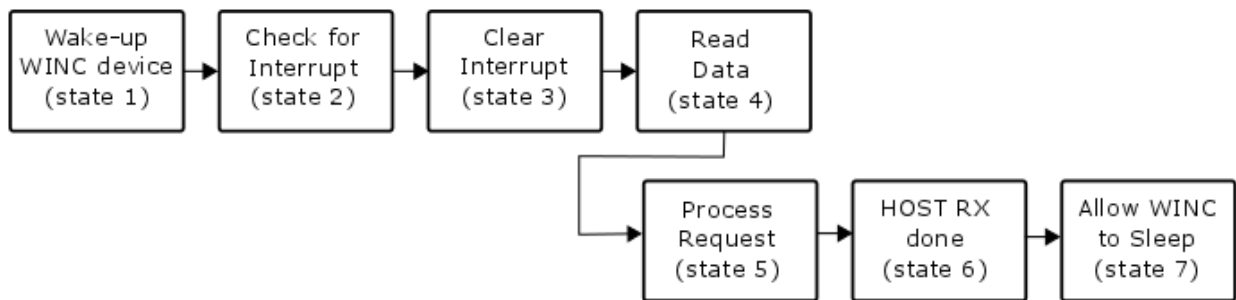 Wake-up
WINC device
(state 1)
Check for
Interrupt
(state 2)
Clear
Interrupt
(state 3)
Read
Data
(state 4)
Process
Request
(state 5)
HOST RX
done
(state 6)
Allow WINC
to Sleep
(state 7)